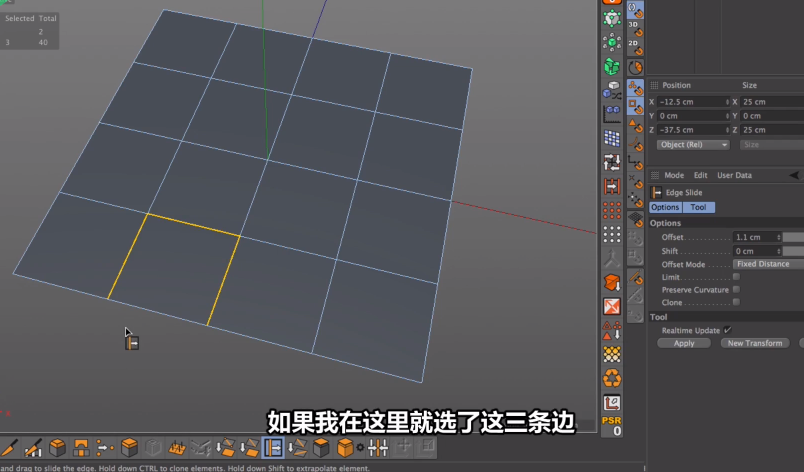 Selected Total
2
3 40
3D
2D
PSR
0
Position Size
X -12.5 cm X 25 cm
Y 0 cm Y 0 cm
Z -37.5 cm Z 25 cm
Object (Rel) Size
Mode Edit User Data
Edge Slide
Options Tool
Options
Offset 1.1 cm
Shift 0 cm
Offset Mode Fixed Distance
Limit
Preserve Curvature
Clone
Tool
Realtime Update
Apply New Transform
如果我在这里就选了这三条边
and drag to slide the edge. Hold down CTRL to clone elements. Hold down Shift to extrapolate element.